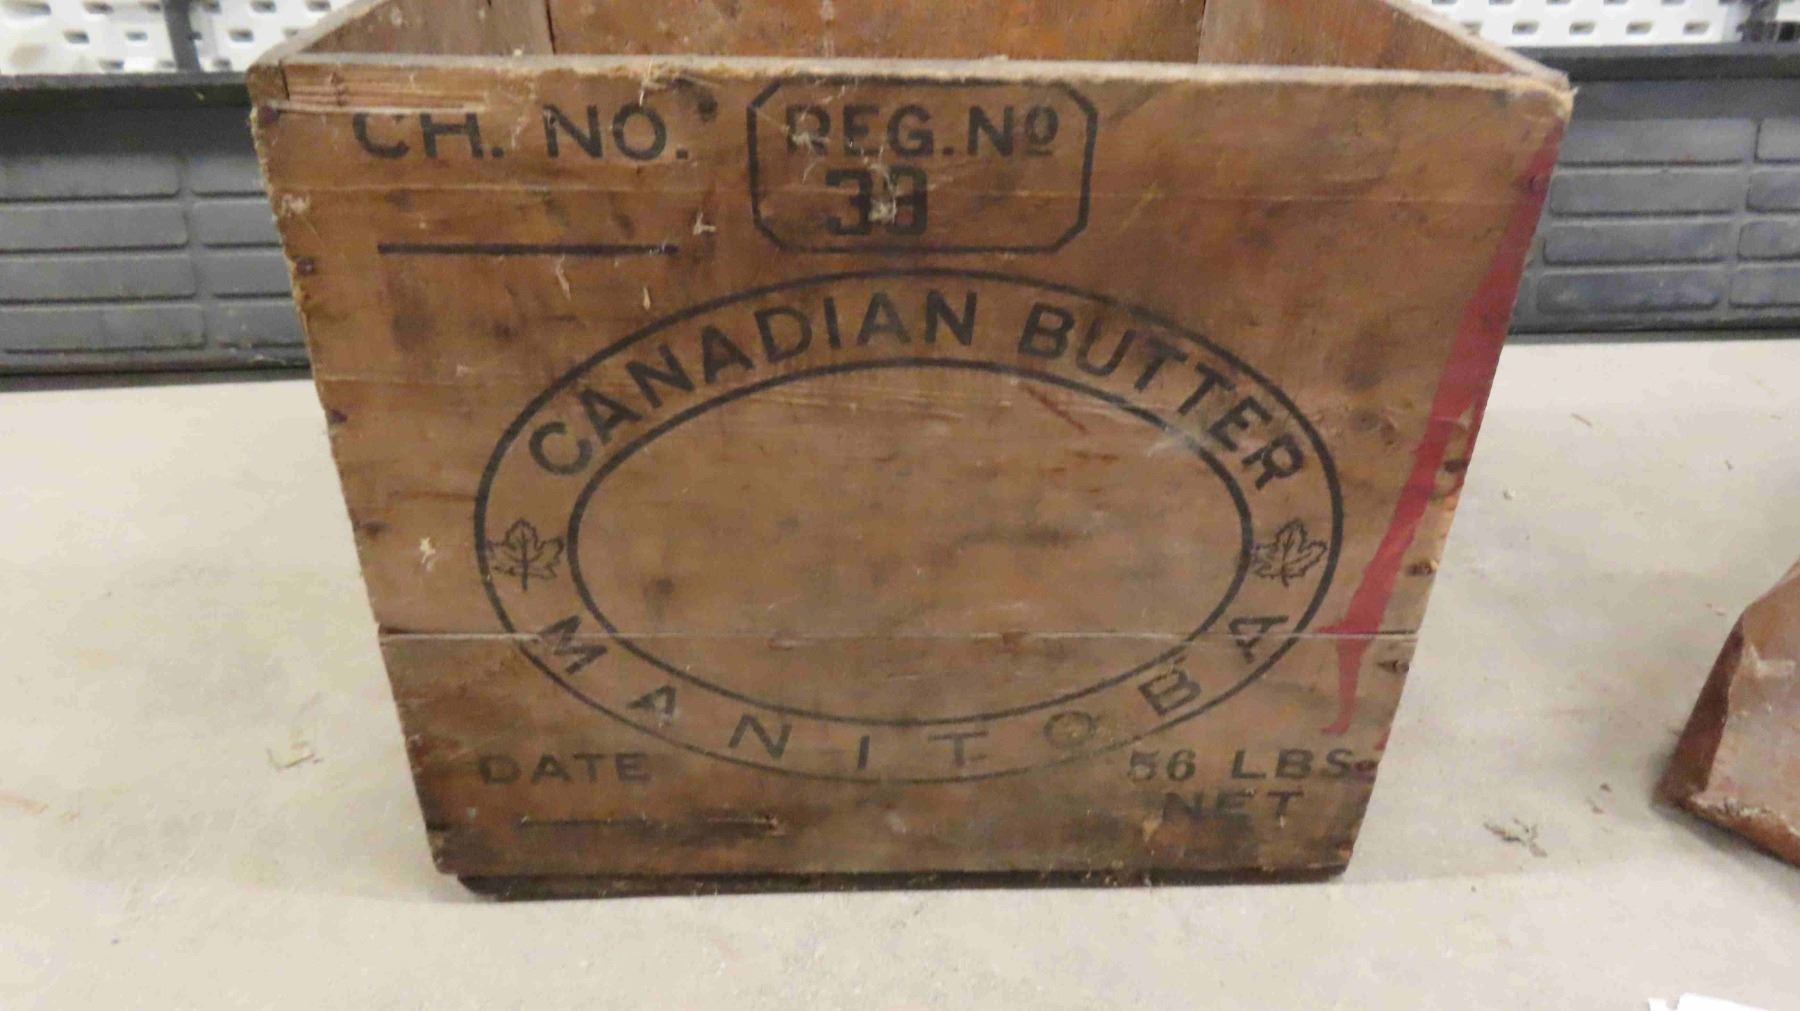 CH. NO.
REG. Nº
33
CANADIAN BUTTER
MANITOBA
DATE
56 LBS.
NET